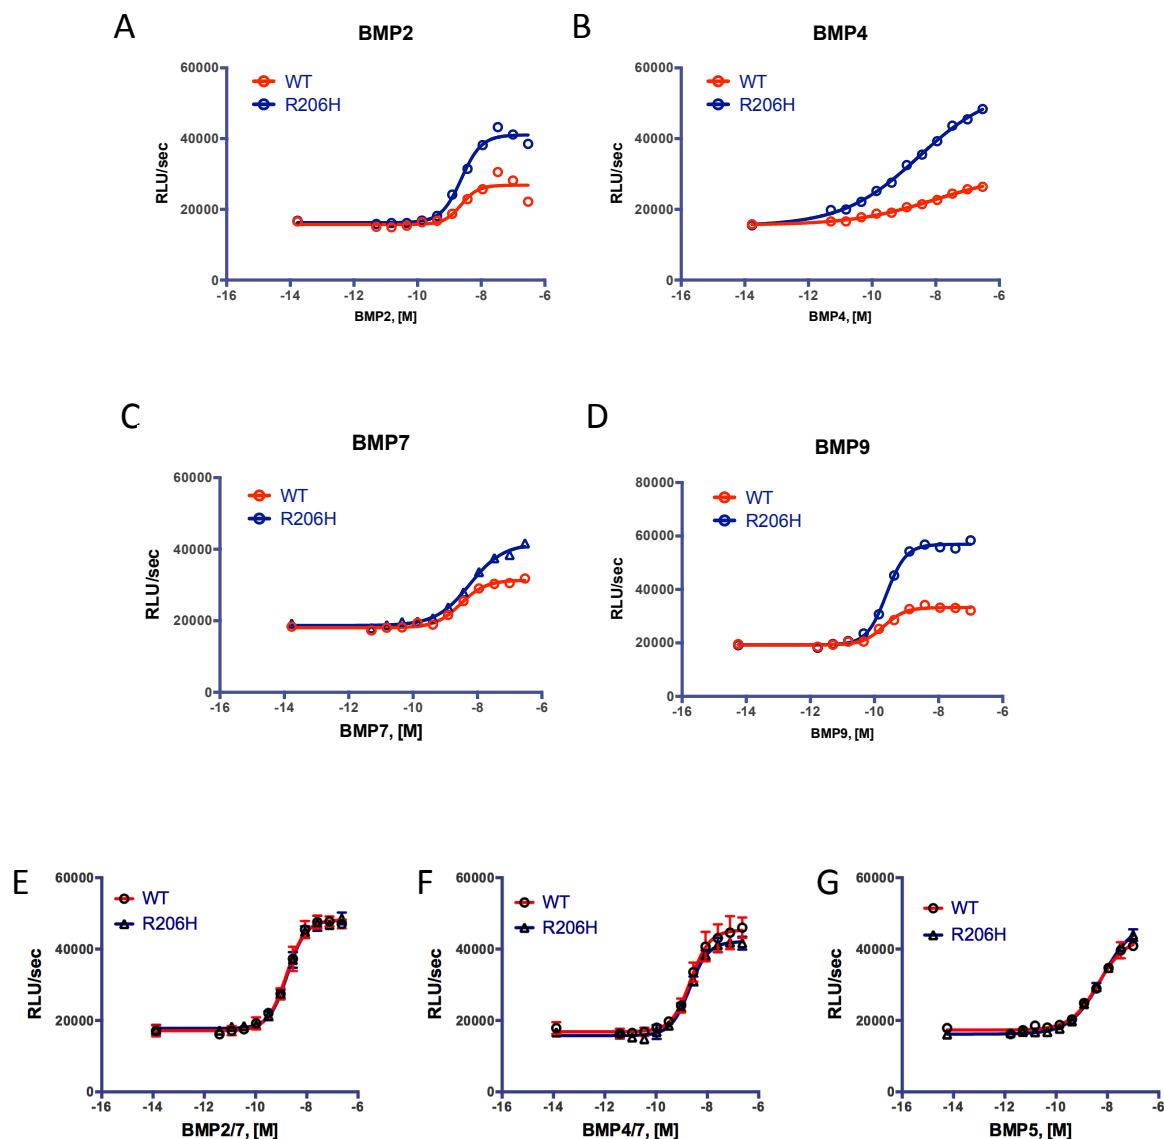 A
BMP2
60000
40000
20000
0
RLU/sec
WT
R206H
-16
-14
-12
-10
-8
-6
BMP2, [M]
B
BMP4
60000
40000
20000
0
RLU/sec
WT
R206H
-16
-14
-12
-10
-8
-6
BMP4, [M]
C
BMP7
60000
40000
20000
0
RLU/sec
WT
R206H
-16
-14
-12
-10
-8
-6
BMP7, [M]
D
BMP9
80000
60000
40000
20000
0
RLU/sec
WT
R206H
-16
-14
-12
-10
-8
-6
BMP9, [M]
E
60000
40000
20000
0
RLU/sec
WT
R206H
-16
-14
-12
-10
-8
-6
BMP2/7, [M]
F
60000
40000
20000
0
RLU/sec
WT
R206H
-16
-14
-12
-10
-8
-6
BMP4/7, [M]
G
60000
40000
20000
0
RLU/sec
WT
R206H
-16
-14
-12
-10
-8
-6
BMP5, [M]